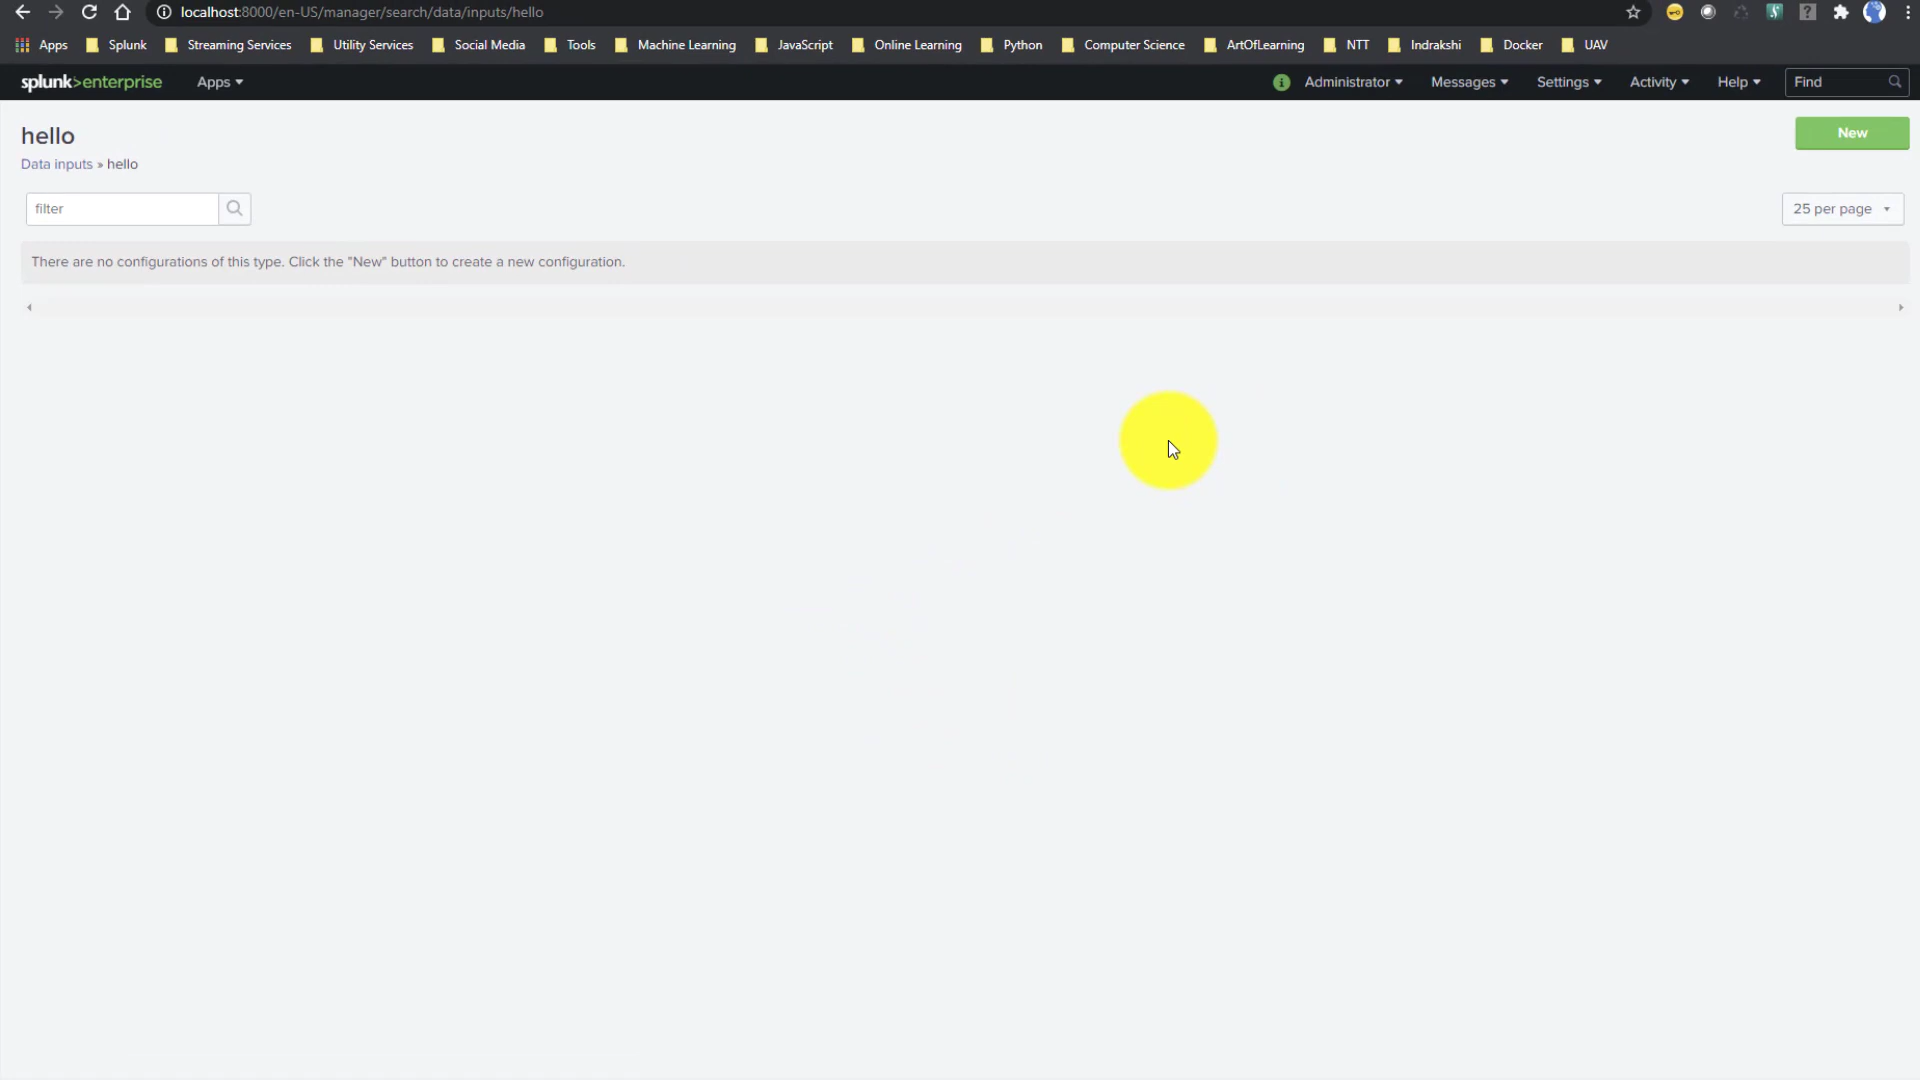 localhost:8000/en-US/manager/search/data/inputs/hello
Apps Splunk Streaming Services Utility Services Social Media Tools Machine Learning JavaScript Online Learning Python Computer Science ArtOfLearning NTT Indrakshi Docker UAV
splunk>enterprise Apps Administrator Messages Settings Activity Help Find
hello
New
Data inputs » hello
filter
25 per page
There are no configurations of this type. Click the "New" button to create a new configuration.